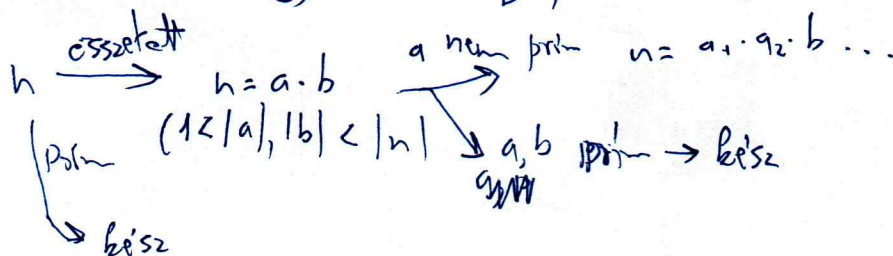 összetett
a nem prím n = a₁·a₂·b ...
n → n = a·b
(1<|a|,|b|<|n|) a, b prím → kész
prím
kész